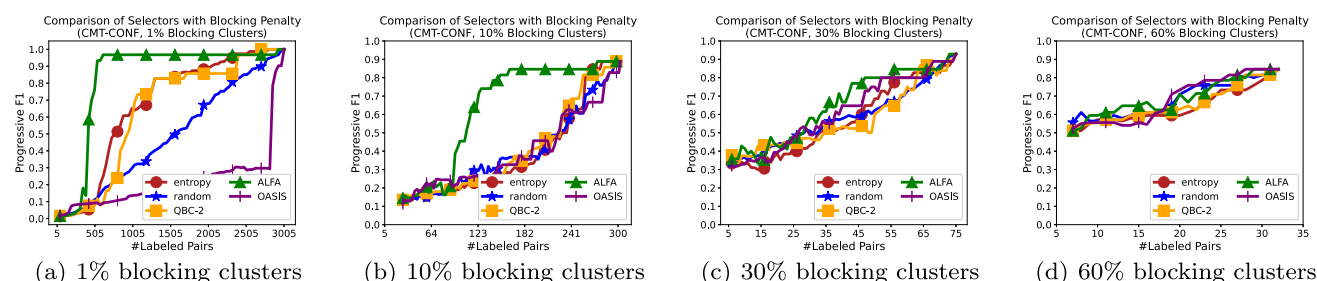 Comparison of Selectors with Blocking Penalty
(CMT-CONF, 1% Blocking Clusters)
1.0
0.9
0.8
0.7
0.6
0.5
0.4
0.3
0.2
0.1
0.0
Progressive F1
entropy
random
QBC-2
ALFA
OASIS
5 505 1005 1505 2005 2505 3005
#Labeled Pairs
(a) 1% blocking clusters
Comparison of Selectors with Blocking Penalty
(CMT-CONF, 10% Blocking Clusters)
1.0
0.9
0.8
0.7
0.6
0.5
0.4
0.3
0.2
0.1
0.0
Progressive F1
entropy
random
QBC-2
ALFA
OASIS
5 64 123 182 241 300
#Labeled Pairs
(b) 10% blocking clusters
Comparison of Selectors with Blocking Penalty
(CMT-CONF, 30% Blocking Clusters)
1.0
0.9
0.8
0.7
0.6
0.5
0.4
0.3
0.2
0.1
0.0
Progressive F1
entropy
random
QBC-2
ALFA
OASIS
5 15 25 35 45 55 65 75
#Labeled Pairs
(c) 30% blocking clusters
Comparison of Selectors with Blocking Penalty
(CMT-CONF, 60% Blocking Clusters)
1.0
0.9
0.8
0.7
0.6
0.5
0.4
0.3
0.2
0.1
0.0
Progressive F1
entropy
random
QBC-2
ALFA
OASIS
5 10 15 20 25 30 35
#Labeled Pairs
(d) 60% blocking clusters